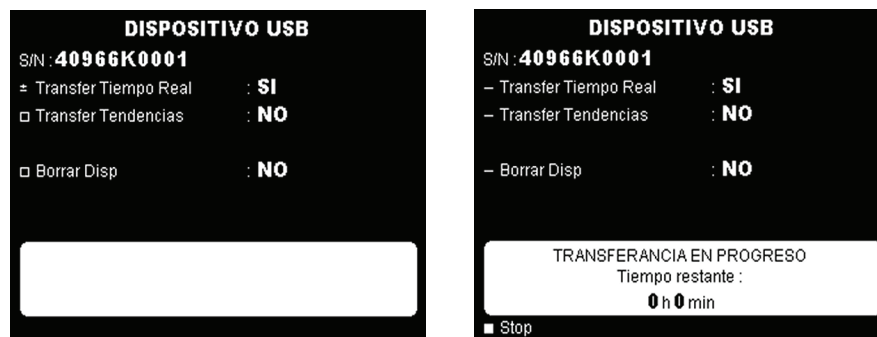 DISPOSITIVO USB
S/N : 40966K0001
± Transfer Tiempo Real : SI
□ Transfer Tendencias : NO
□ Borrar Disp : NO
DISPOSITIVO USB
S/N : 40966K0001
– Transfer Tiempo Real : SI
– Transfer Tendencias : NO
– Borrar Disp : NO
TRANSFERANCIA EN PROGRESO
Tiempo restante :
0 h 0 min
■ Stop